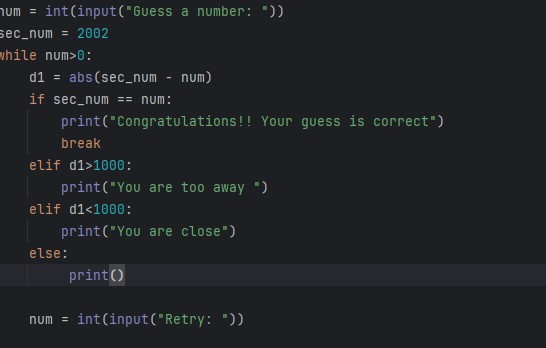 num = int(input("Guess a number: "))
sec_num = 2002
while num>0:
    d1 = abs(sec_num - num)
    if sec_num == num:
        print("Congratulations!! Your guess is correct")
        break
    elif d1>1000:
        print("You are too away ")
    elif d1<1000:
        print("You are close")
    else:
         print()
    num = int(input("Retry: "))